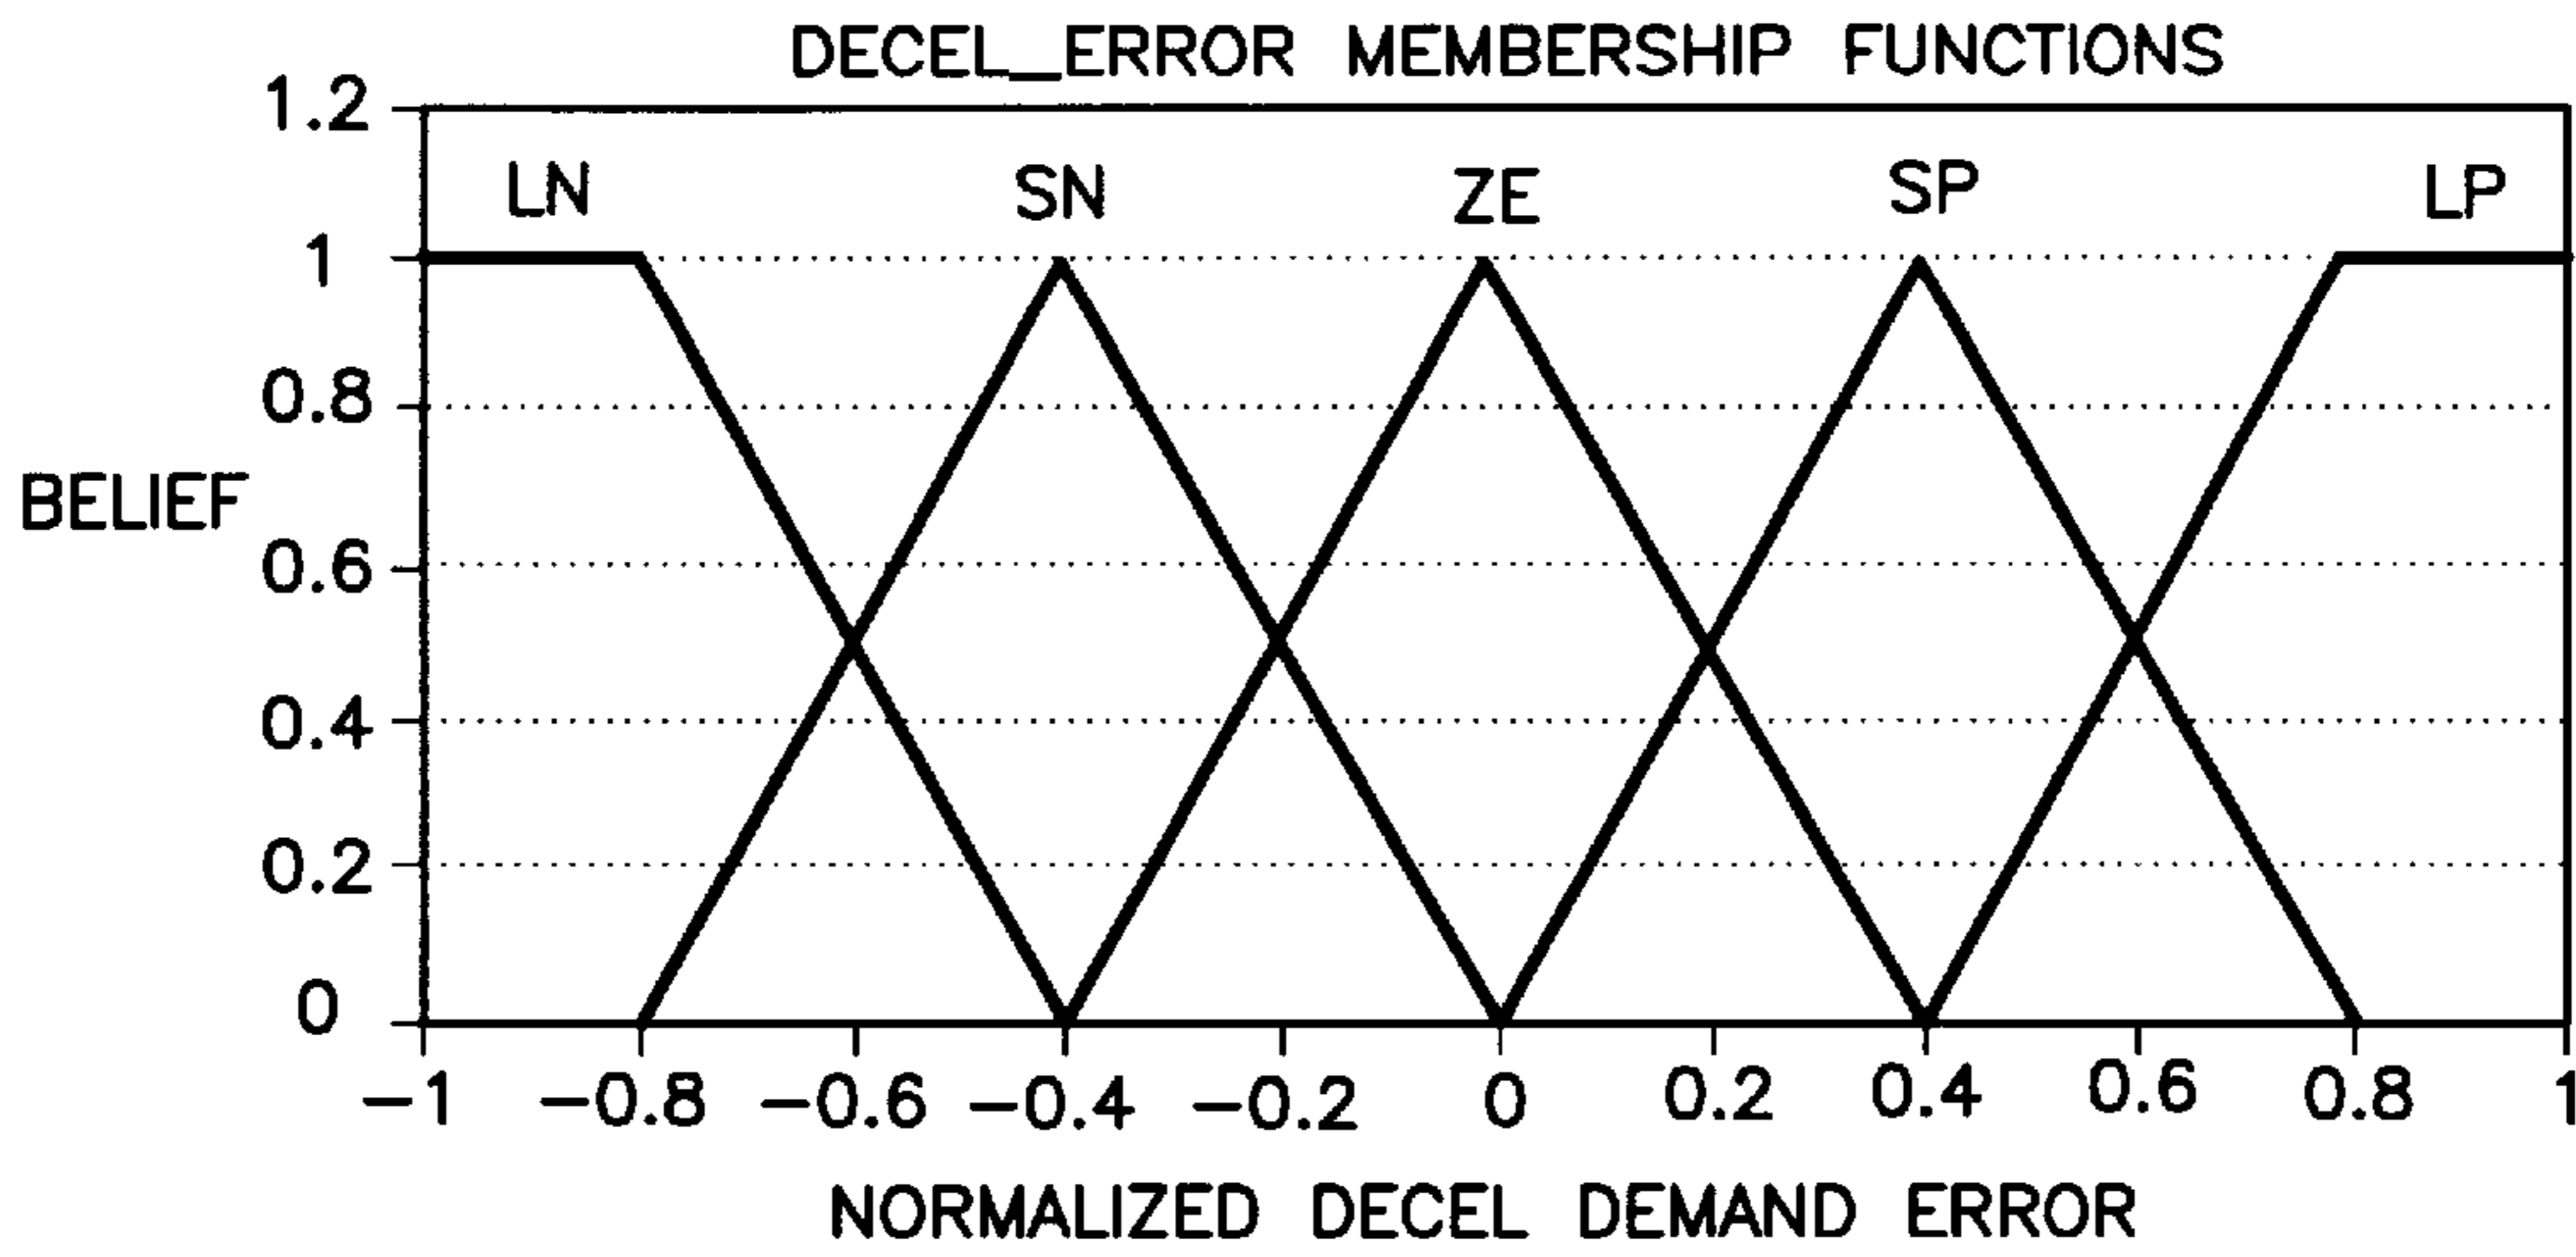 DECEL_ERROR MEMBERSHIP FUNCTIONS
1.2
LN SN ZE SP LP
1
0.8
BELIEF
0.6
0.4
0.2
0
−1 −0.8 −0.6 −0.4 −0.2 0 0.2 0.4 0.6 0.8 1
NORMALIZED DECEL DEMAND ERROR